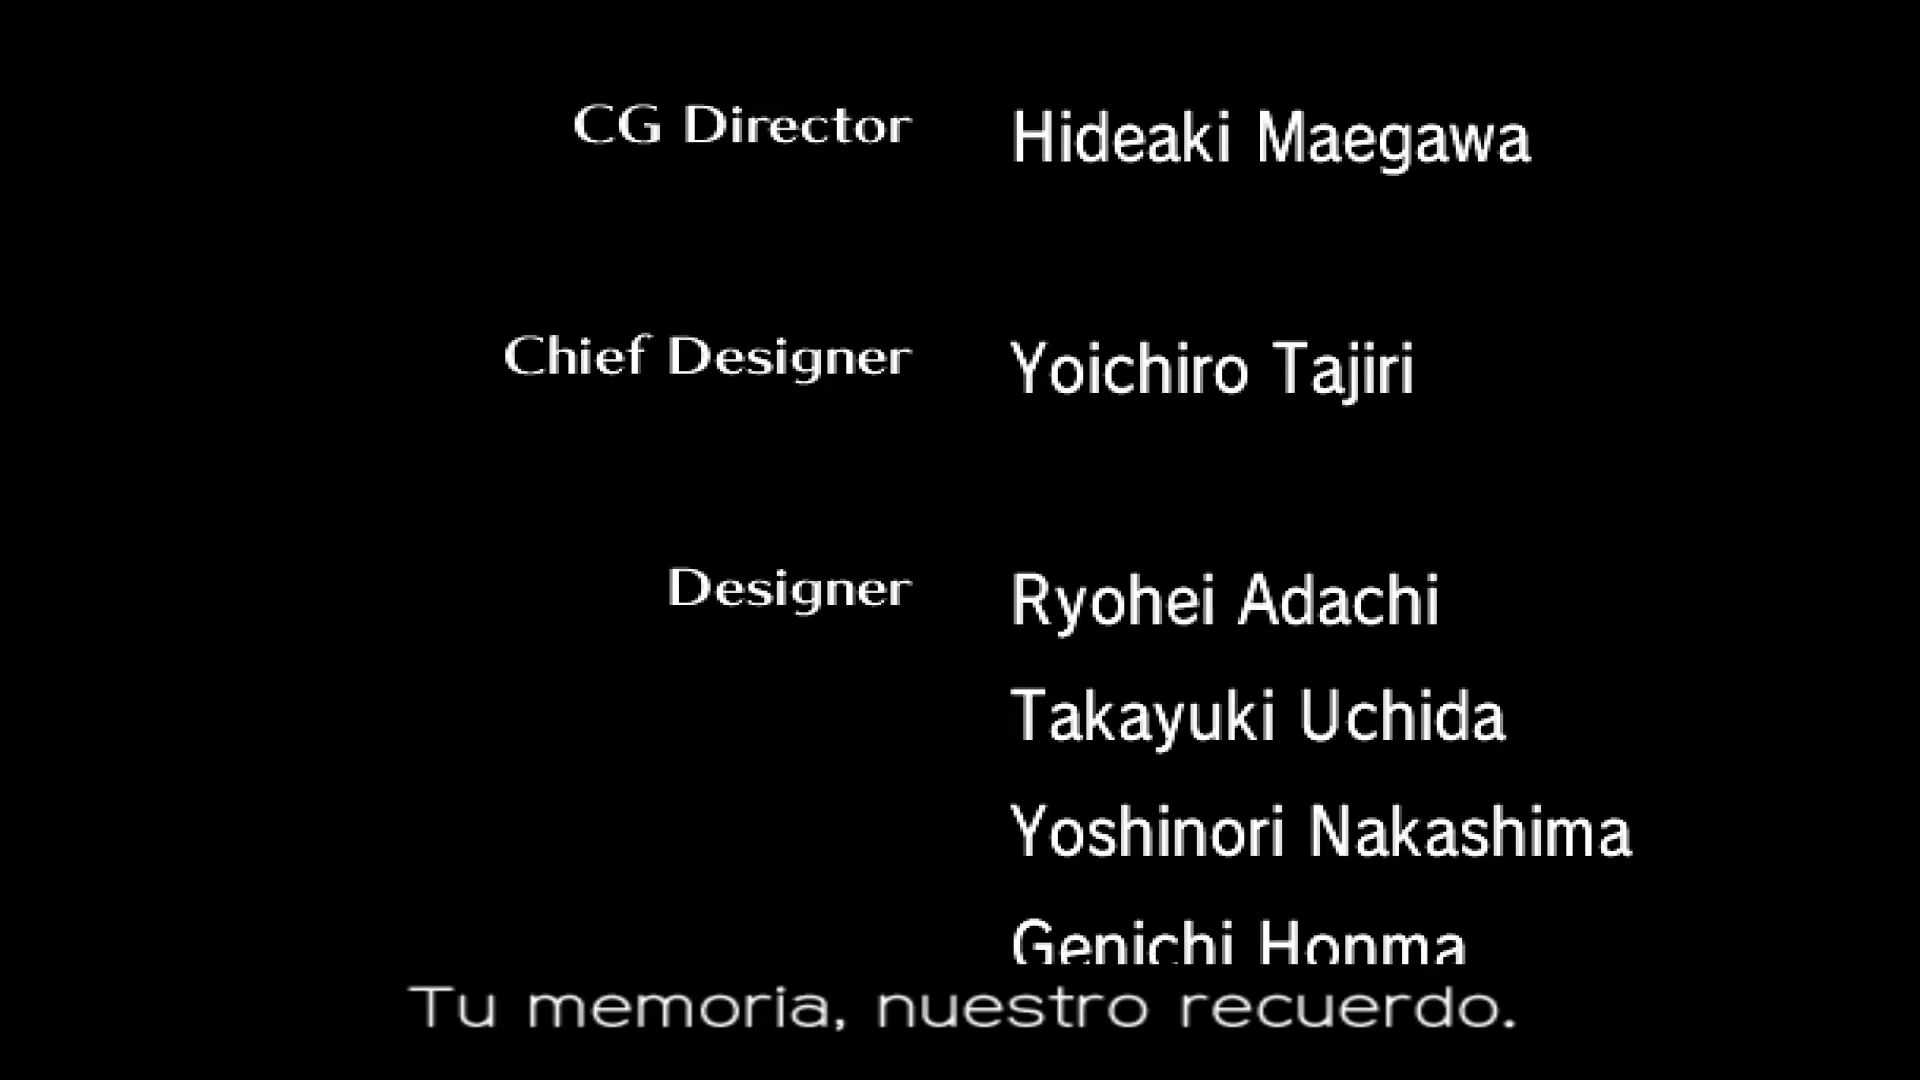 CG Director Hideaki Maegawa
Chief Designer Yoichiro Tajiri
Designer Ryohei Adachi
Takayuki Uchida
Yoshinori Nakashima
Genichi Honma
Tu memoria, nuestro recuerdo.